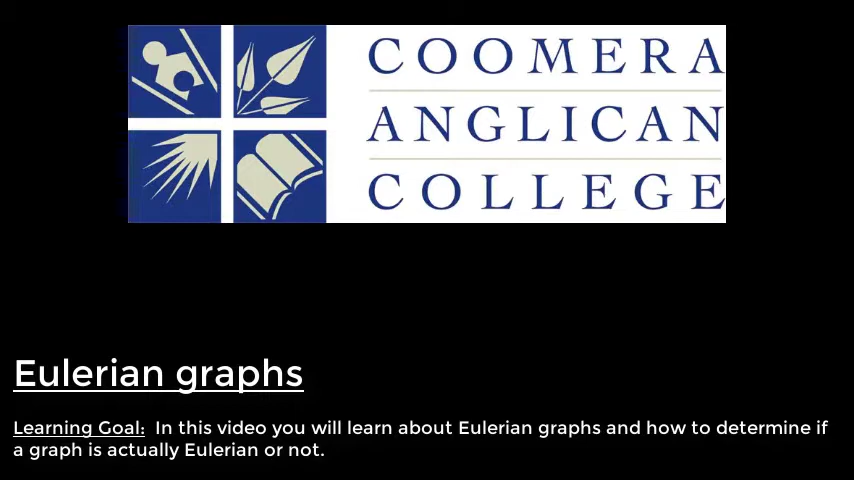 COOMERA
ANGLICAN
COLLEGE
Eulerian graphs
Learning Goal: In this video you will learn about Eulerian graphs and how to determine if
a graph is actually Eulerian or not.